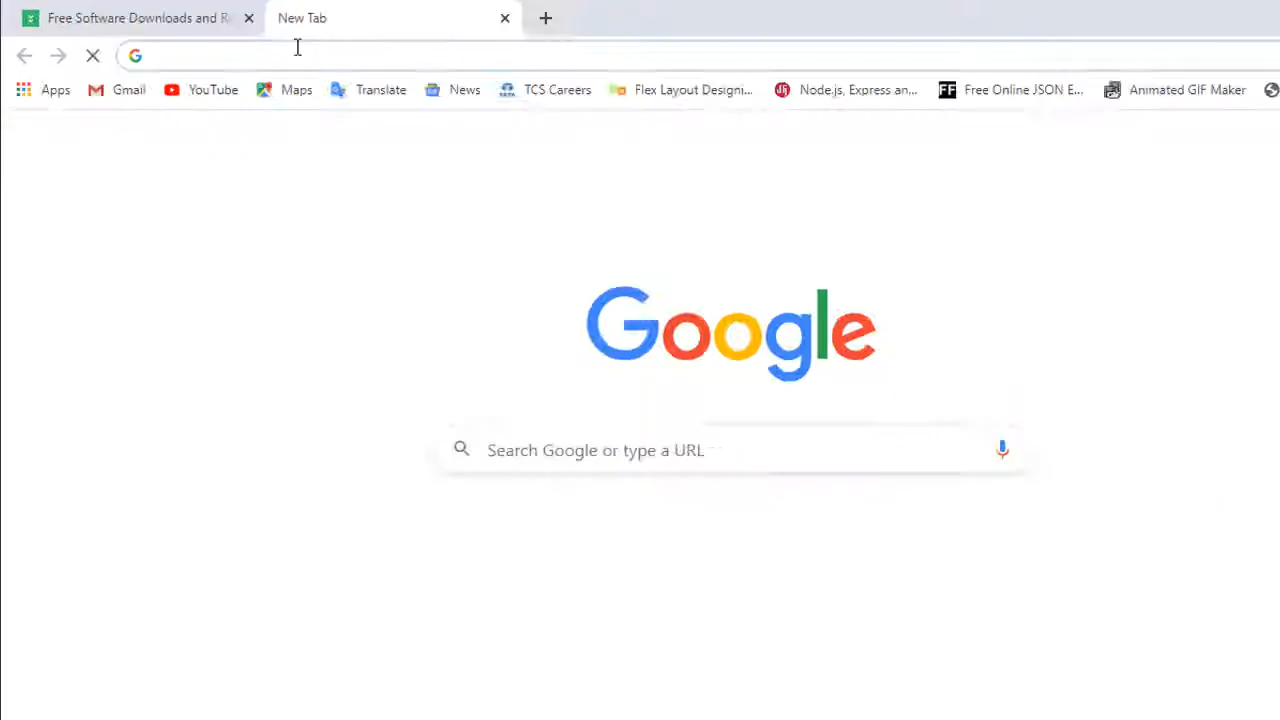 Free Software Downloads and R
New Tab
Apps Gmail YouTube Maps Translate News TCS Careers Flex Layout Designi... Node.js, Express an... FF Free Online JSON E... Animated GIF Maker
Google
Search Google or type a URL